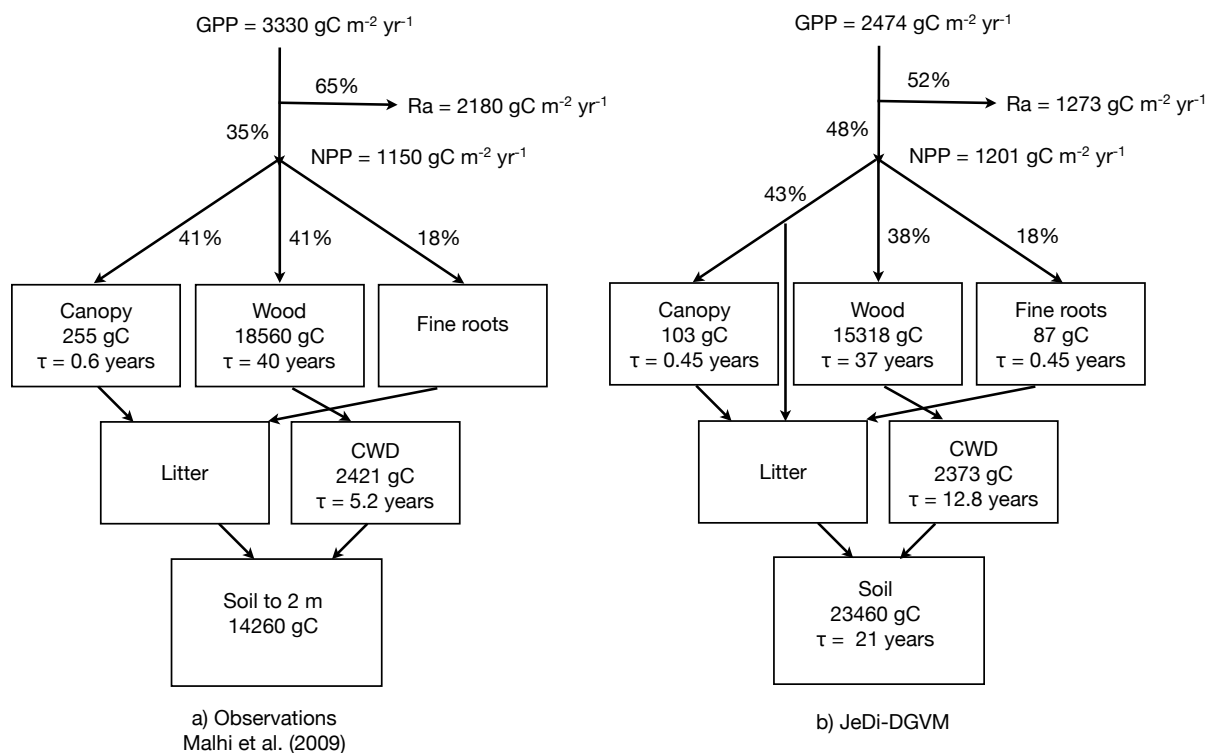 GPP = 3330 gC m⁻² yr⁻¹
65%
Ra = 2180 gC m⁻² yr⁻¹
35%
NPP = 1150 gC m⁻² yr⁻¹
41%
41%
18%
Canopy
255 gC
τ = 0.6 years
Wood
18560 gC
τ = 40 years
Fine roots
Litter
CWD
2421 gC
τ = 5.2 years
Soil to 2 m
14260 gC
a) Observations
Malhi et al. (2009)
GPP = 2474 gC m⁻² yr⁻¹
52%
Ra = 1273 gC m⁻² yr⁻¹
48%
NPP = 1201 gC m⁻² yr⁻¹
43%
38%
18%
Canopy
103 gC
τ = 0.45 years
Wood
15318 gC
τ = 37 years
Fine roots
87 gC
τ = 0.45 years
Litter
CWD
2373 gC
τ = 12.8 years
Soil
23460 gC
τ = 21 years
b) JeDi-DGVM